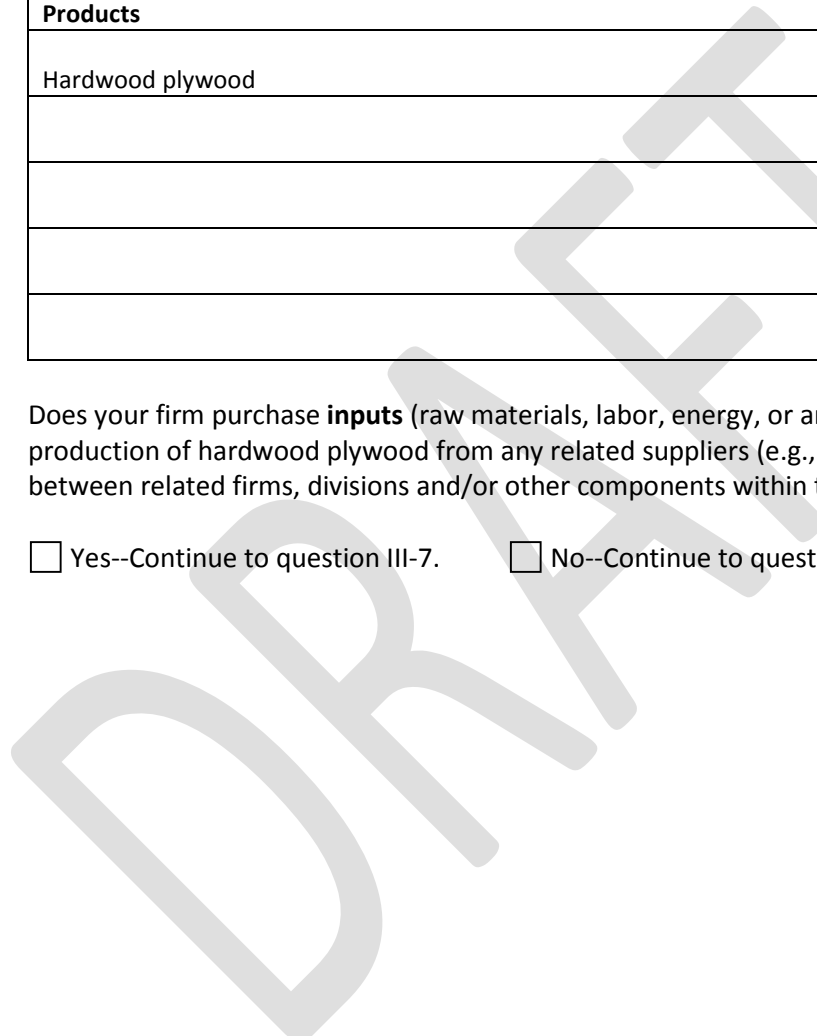 Products
Hardwood plywood
Does your firm purchase inputs (raw materials, labor, energy, or
production of hardwood plywood from any related suppliers (e.g.,
between related firms, divisions and/or other components within
Yes--Continue to question III-7. No--Continue to
DRAFT